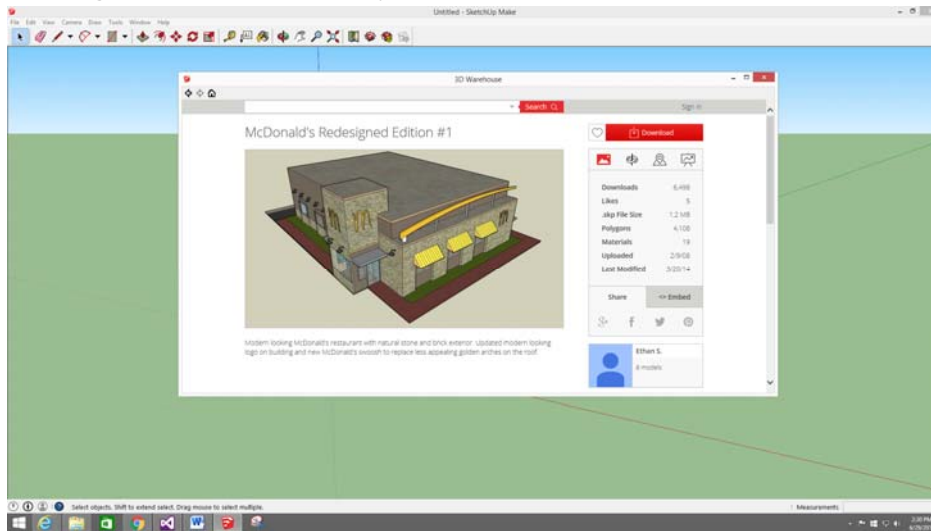 Untitled - SketchUp Make
File Edit View Camera Draw Tools Window Help
3D Warehouse
Search
Sign in
McDonald's Redesigned Edition #1
Download
Downloads
Likes 5
.skp File Size 1.2 MB
Polygons 4,108
Materials 19
Uploaded 2/9/08
Last Modified 3/20/14
Share <> Embed
Modern looking McDonald's restaurant with natural stone and brick exterior. Updated modern looking
logo on building and new McDonald's swoosh to replace less appealing golden arches on the roof.
Ethan S.
8 models
Select objects. Shift to extend select. Drag mouse to select multiple.
Measurements
2:30 PM